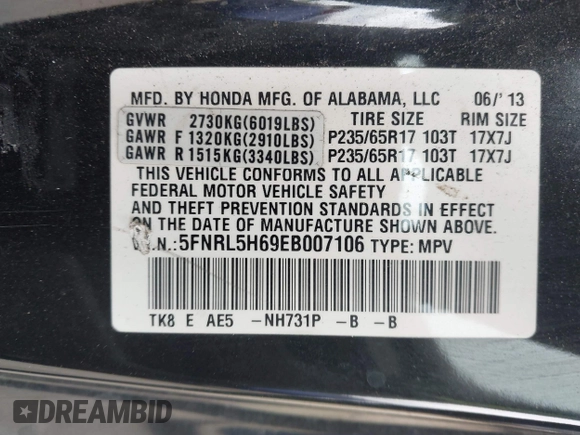 MFD. BY HONDA MFG. OF ALABAMA, LLC 06/'13
GVWR 2730KG(6019LBS) TIRE SIZE RIM SIZE
GAWR F 1320KG(2910LBS) P235/65R17 103T 17X7J
GAWR R 1515KG(3340LBS) P235/65R17 103T 17X7J
THIS VEHICLE CONFORMS TO ALL APPLICABLE
FEDERAL MOTOR VEHICLE SAFETY
AND THEFT PREVENTION STANDARDS IN EFFECT
ON THE DATE OF MANUFACTURE SHOWN ABOVE.
.N.:5FNRL5H69EB007106 TYPE: MPV
TK8 E AE5 -NH731P -B -B
DREAMBID